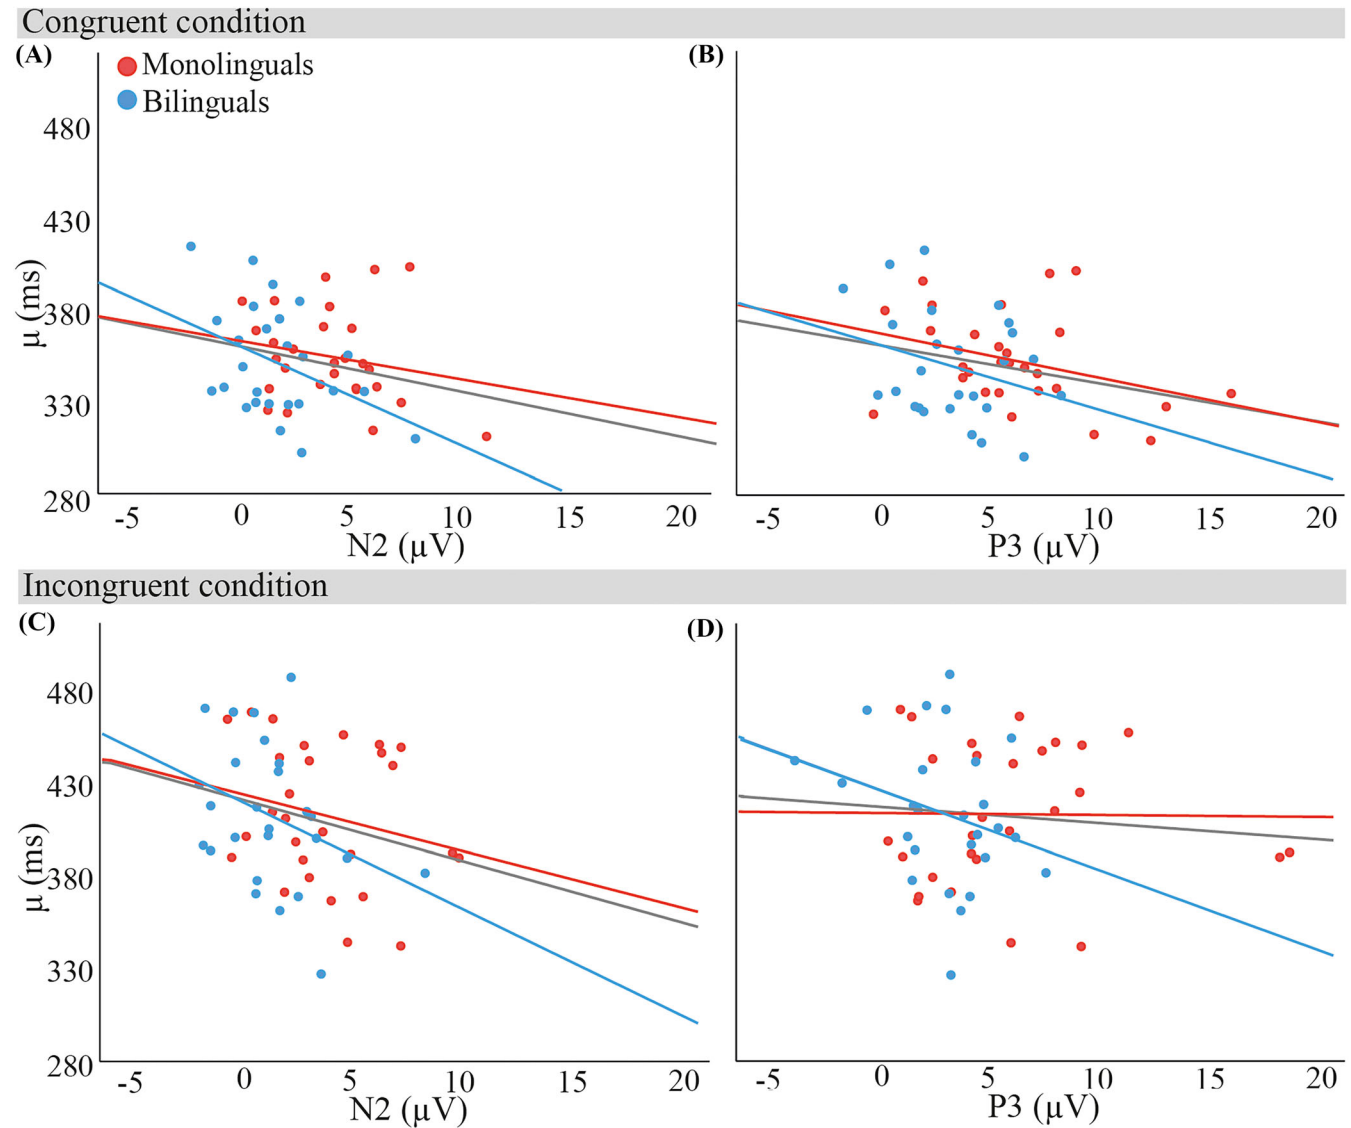 Congruent condition
(A)
Monolinguals
Bilinguals
480
430
380
330
280
µ (ms)
-5 0 5 10 15 20
N2 (µV)
(B)
-5 0 5 10 15 20
P3 (µV)
Incongruent condition
(C)
480
430
380
330
280
µ (ms)
-5 0 5 10 15 20
N2 (µV)
(D)
-5 0 5 10 15 20
P3 (µV)